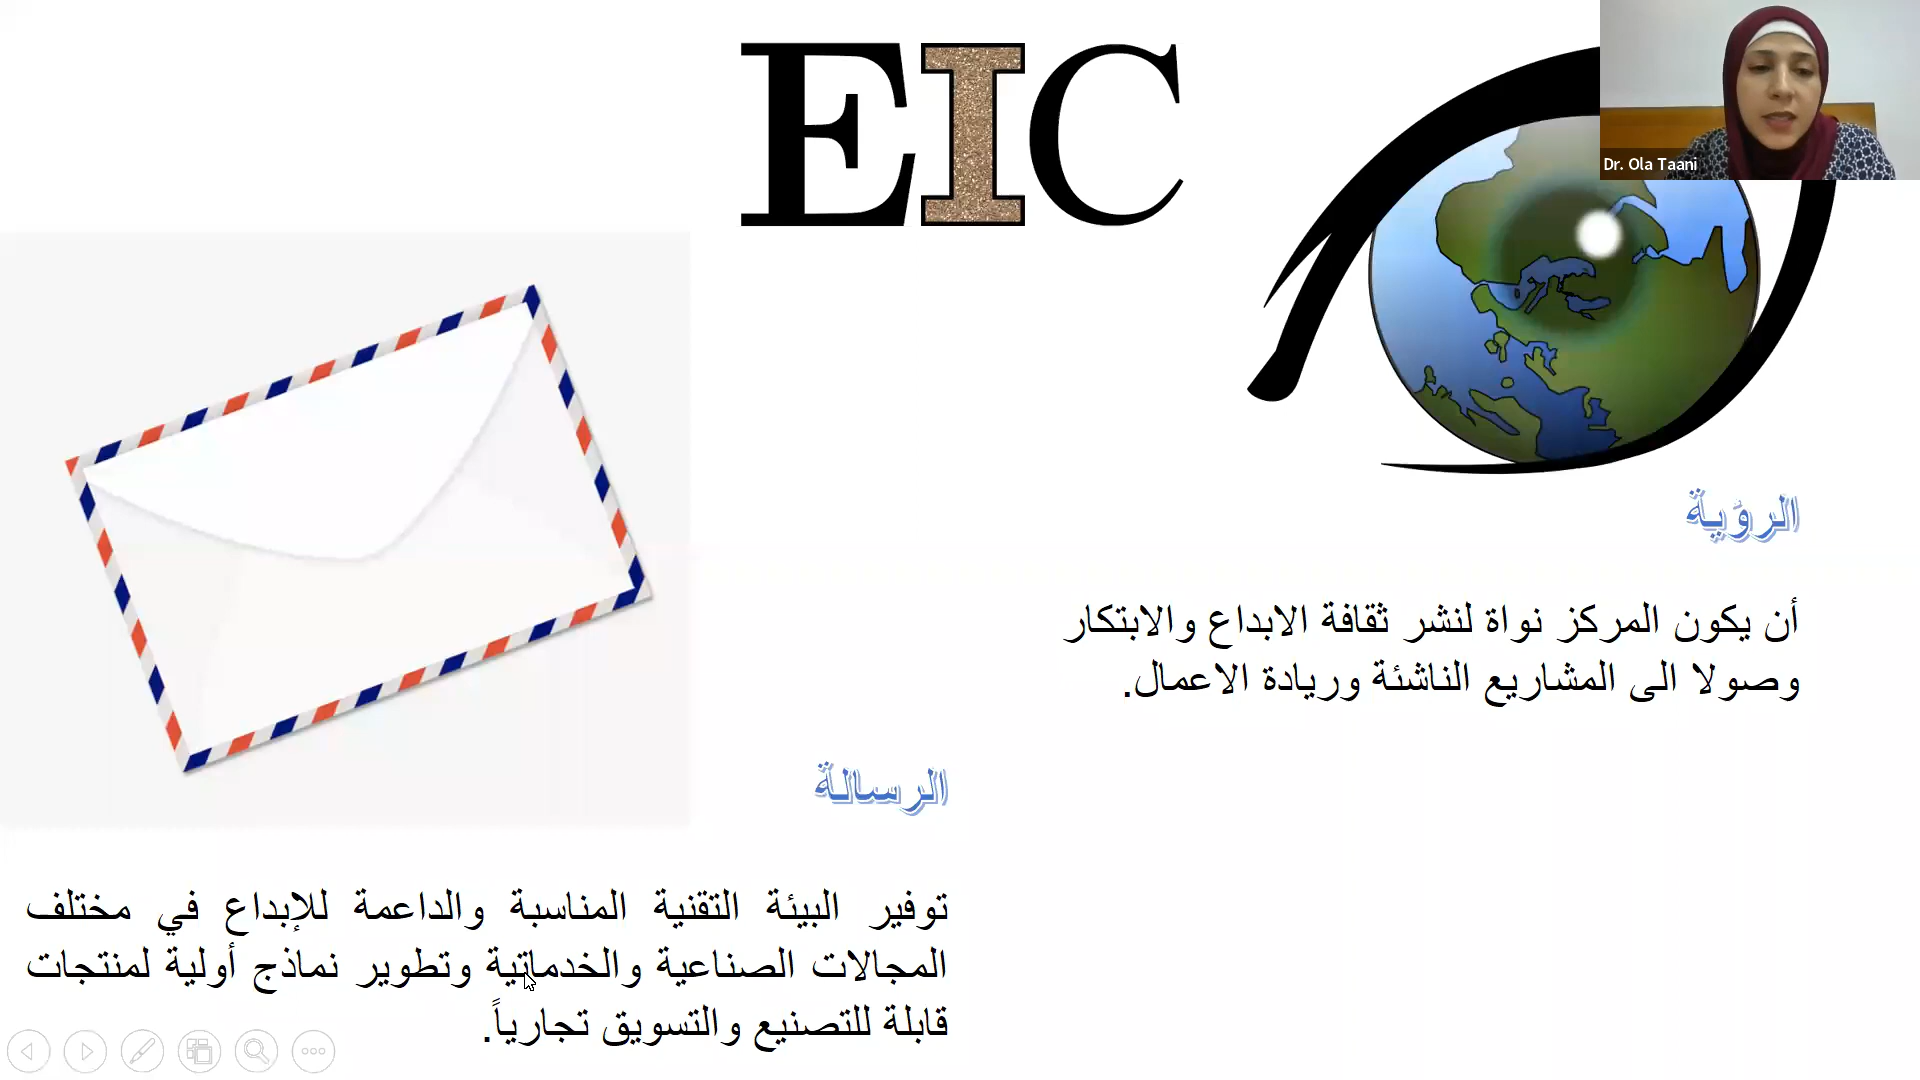 EIC
Dr. Ola Taani
الرؤية
أن يكون المركز نواة لنشر ثقافة الابداع والابتكار
وصولا الى المشاريع الناشئة وريادة الاعمال.
الرسالة
توفير البيئة التقنية المناسبة والداعمة للإبداع في مختلف
المجالات الصناعية والخدماتية وتطوير نماذج أولية لمنتجات
قابلة للتصنيع والتسويق تجارياً.